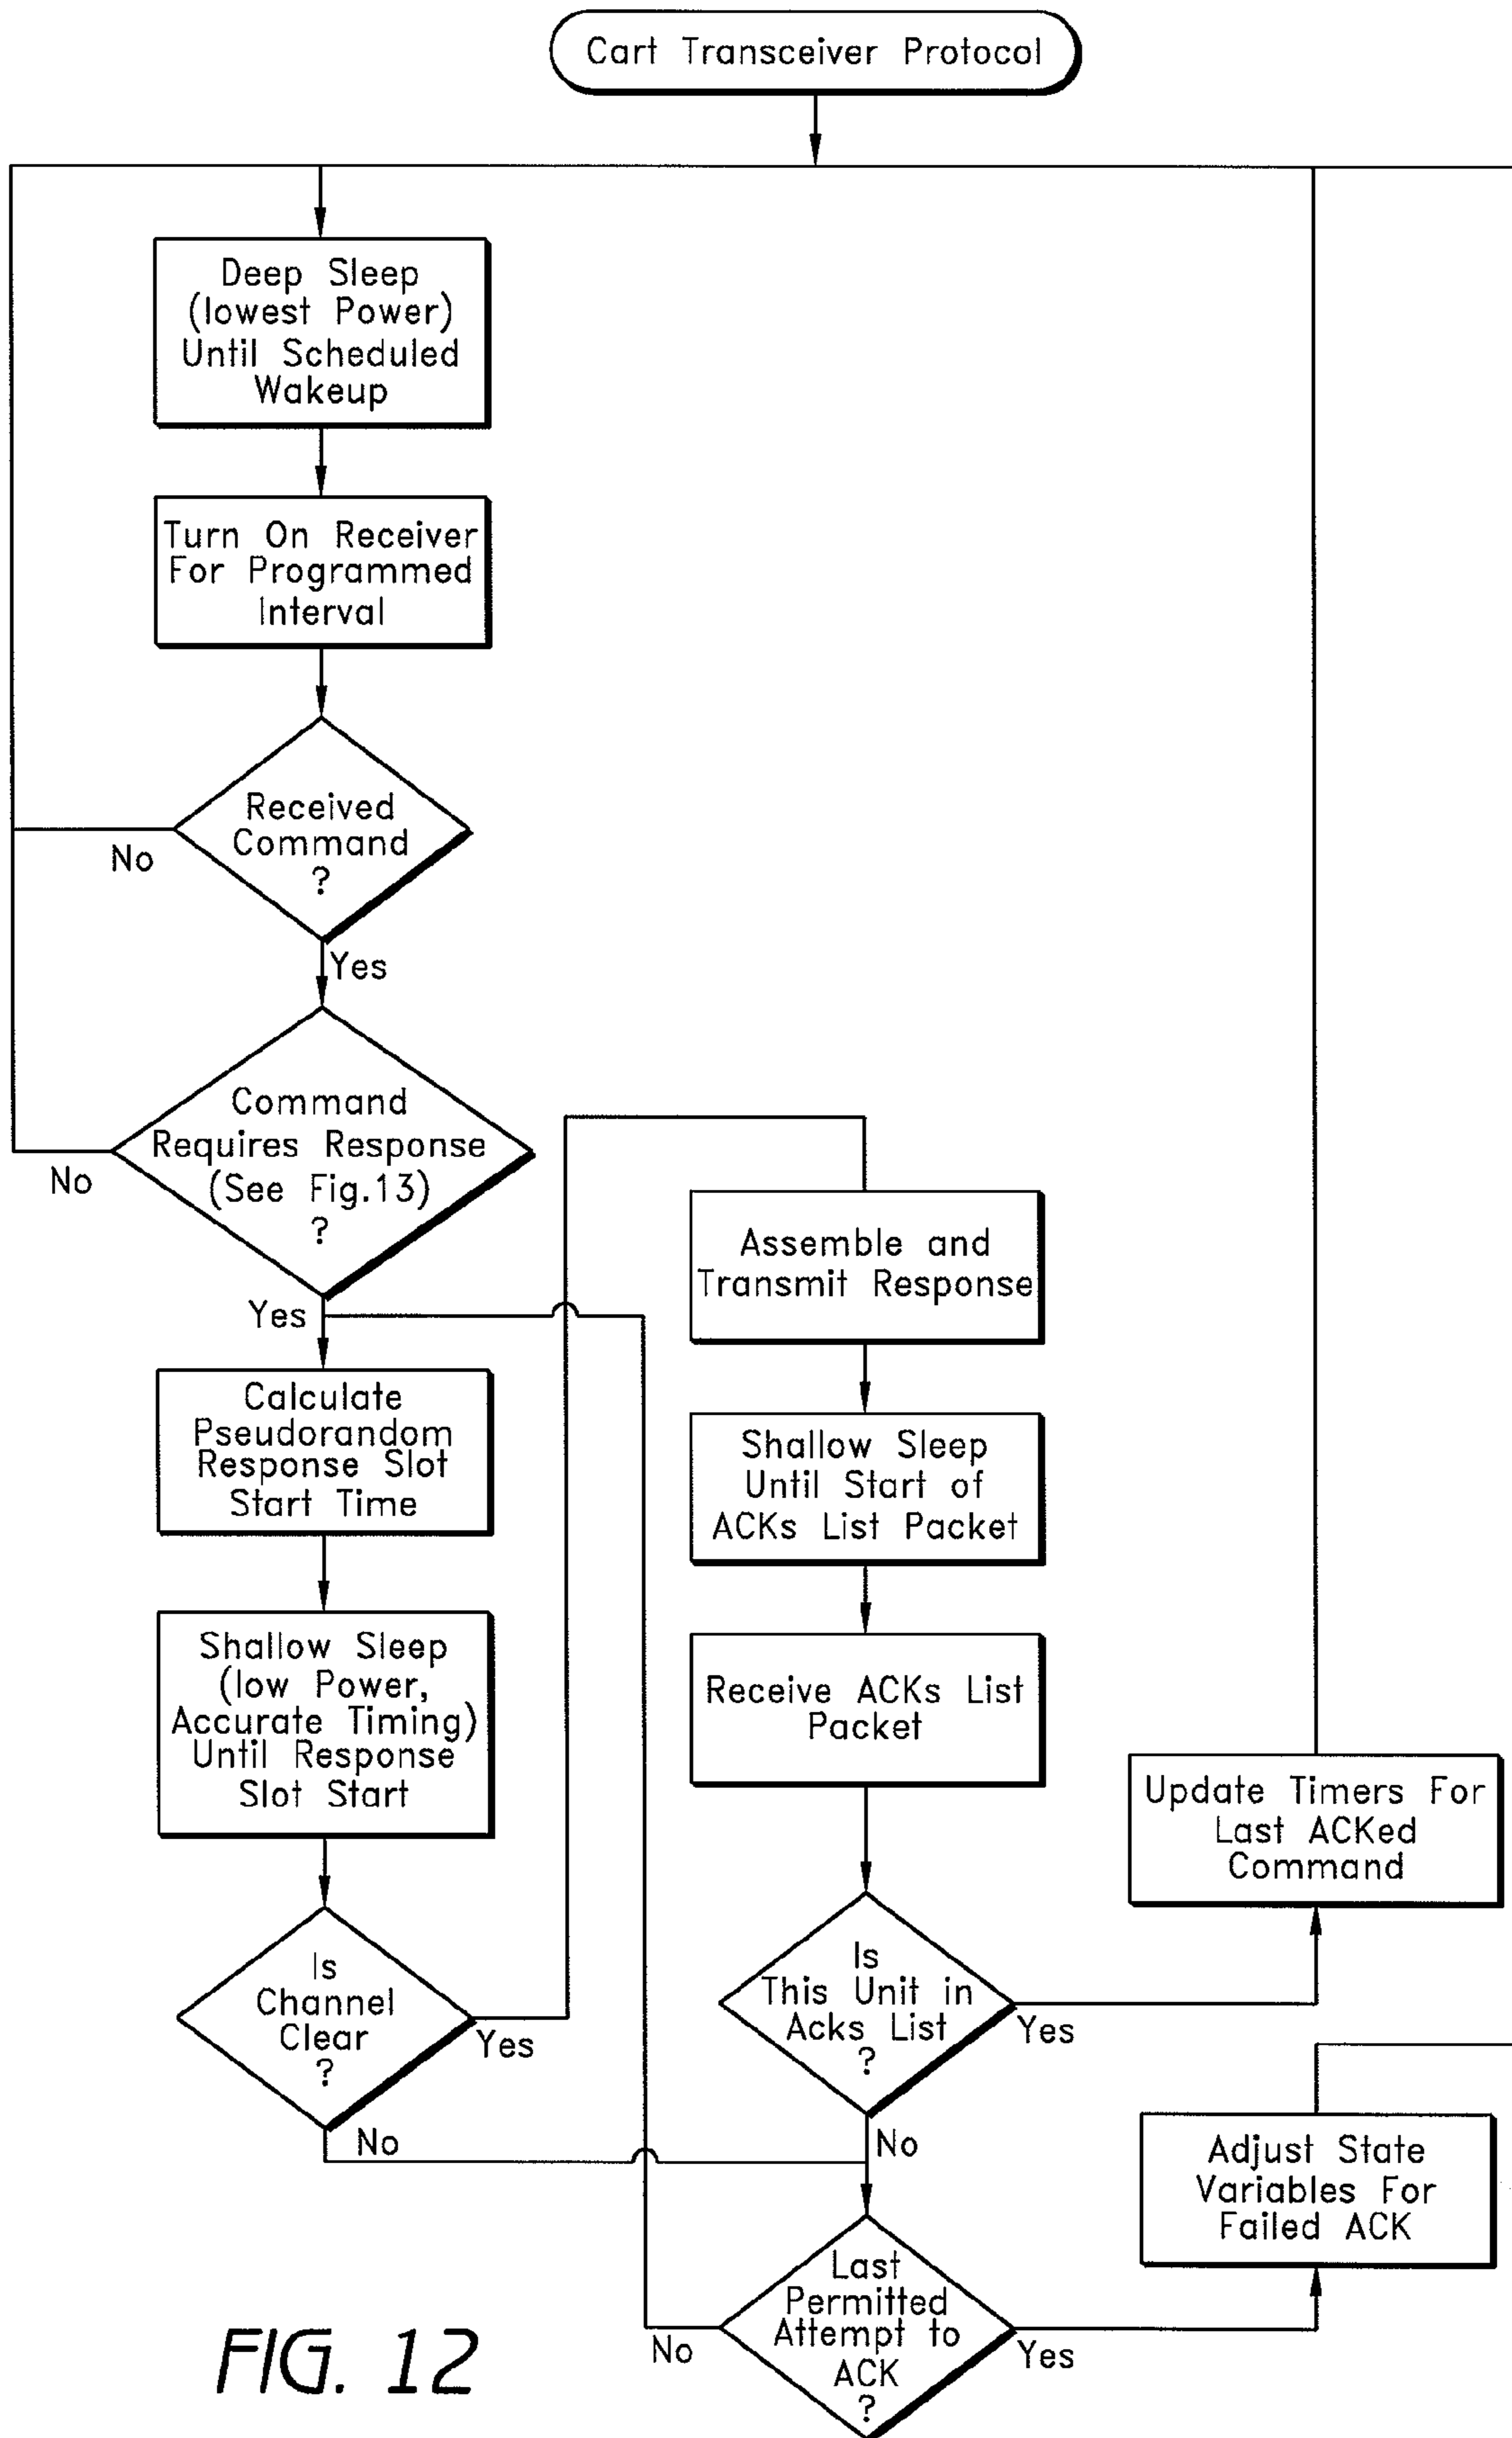 Cart Transceiver Protocol
Deep Sleep
(lowest Power)
Until Scheduled
Wakeup
Turn On Receiver
For Programmed
Interval
Received
Command
?
No
Yes
Command
Requires Response
(See Fig.13)
?
No
Yes
Calculate
Pseudorandom
Response Slot
Start Time
Shallow Sleep
(low Power,
Accurate Timing)
Until Response
Slot Start
Is
Channel
Clear
?
Yes
No
Assemble and
Transmit Response
Shallow Sleep
Until Start of
ACKs List Packet
Receive ACKs List
Packet
Is
This Unit in
Acks List
?
Yes
No
Update Timers For
Last ACKed
Command
Last
Permitted
Attempt to
ACK
?
No
Yes
Adjust State
Variables For
Failed ACK
FIG. 12